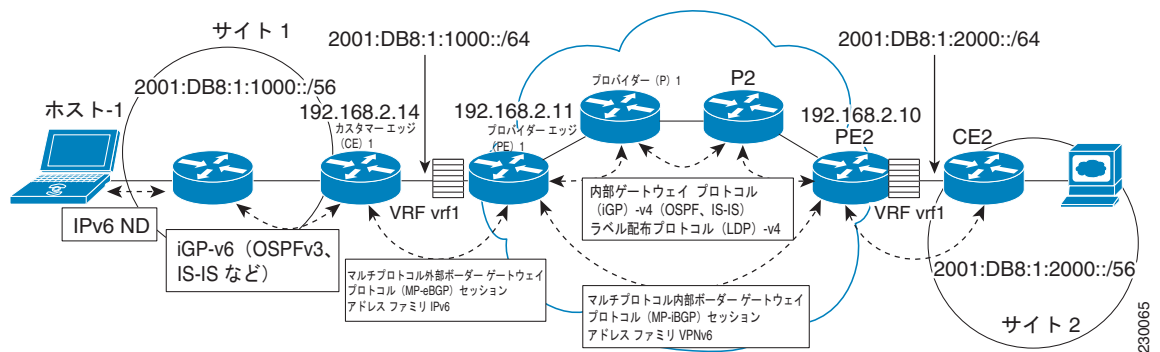 サイト 1
2001:DB8:1:1000::/64
2001:DB8:1:2000::/64
2001:DB8:1:1000::/56
ホスト-1
192.168.2.14
カスタマー エッジ
(CE) 1
192.168.2.11
プロバイダー エッジ
(PE) 1
プロバイダー (P) 1
P2
192.168.2.10
PE2
CE2
IPv6 ND
VRF vrf1
VRF vrf1
内部ゲートウェイ プロトコル
(iGP) -v4 (OSPF、IS-IS)
ラベル配布プロトコル (LDP) -v4
iGP-v6 (OSPFv3、
IS-IS など)
マルチプロトコル外部ボーダー ゲートウェイ
プロトコル (MP-eBGP) セッション
アドレス ファミリ IPv6
マルチプロトコル内部ボーダー ゲートウェイ
プロトコル (MP-iBGP) セッション
アドレス ファミリ VPNv6
2001:DB8:1:2000::/56
サイト 2
230065